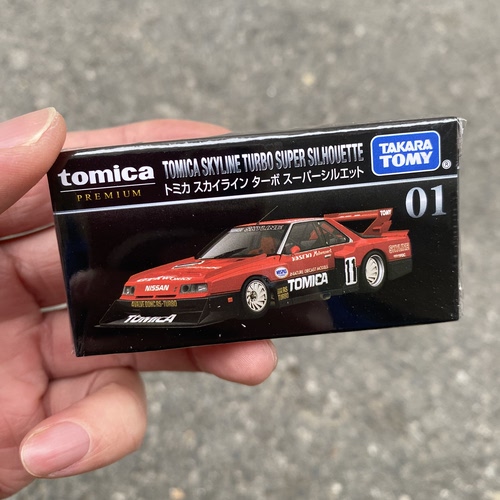 tomica
PREMIUM
TOMICA SKYLINE TURBO SUPER SILHOUETTE
トミカ スカイライン ターボ スーパーシルエット
TAKARA
TOMY
01
TOMY
NISSAN
TOMICA
11
TOMICA